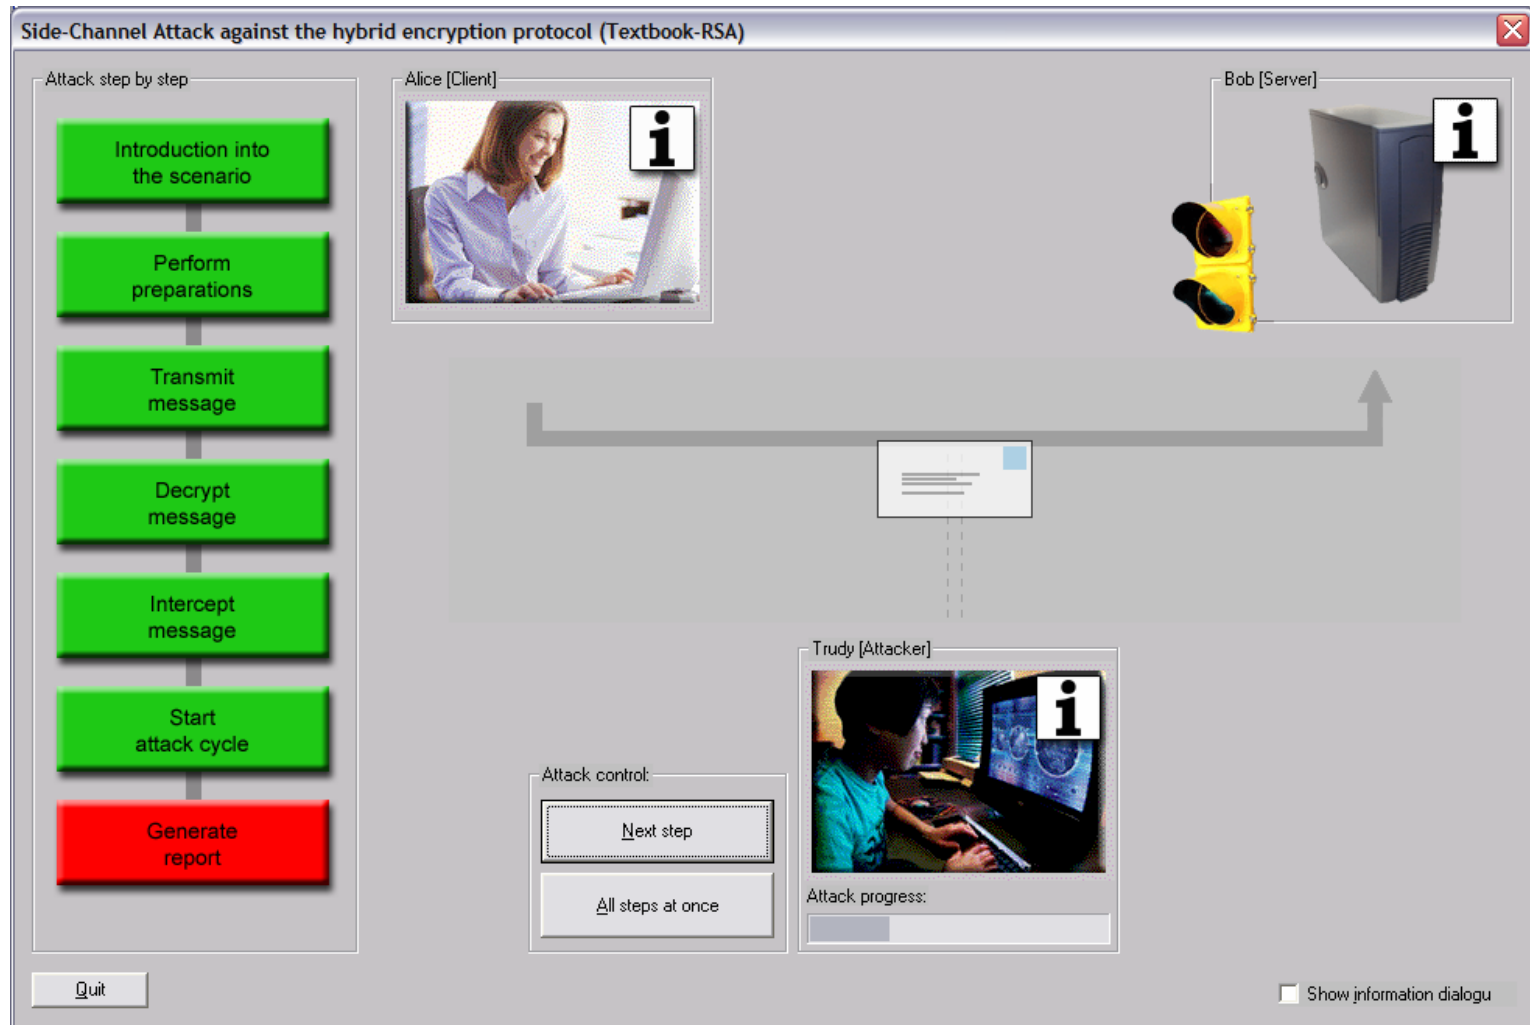 Side-Channel Attack against the hybrid encryption protocol (Textbook-RSA)
Attack step by step
Introduction into
the scenario
Perform
preparations
Transmit
message
Decrypt
message
Intercept
message
Start
attack cycle
Generate
report
Alice [Client]
i
Bob [Server]
i
Trudy [Attacker]
i
Attack control:
Next step
All steps at once
Attack progress:
Quit
Show information dialogu